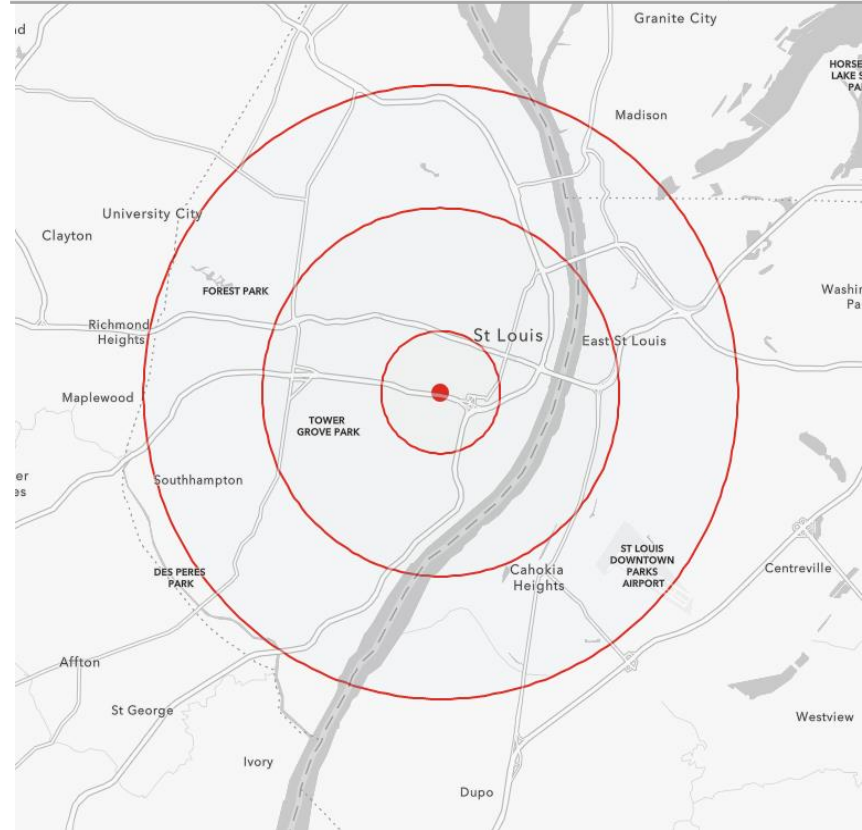 Granite City
Madison
University City
Clayton
FOREST PARK
Richmond
Heights
St Louis
East St Louis
Maplewood
TOWER
GROVE PARK
Southhampton
ST LOUIS
DOWNTOWN
PARKS
AIRPORT
DES PERES
PARK
Cahokia
Heights
Centreville
Affton
St George
Westview
Ivory
Dupo